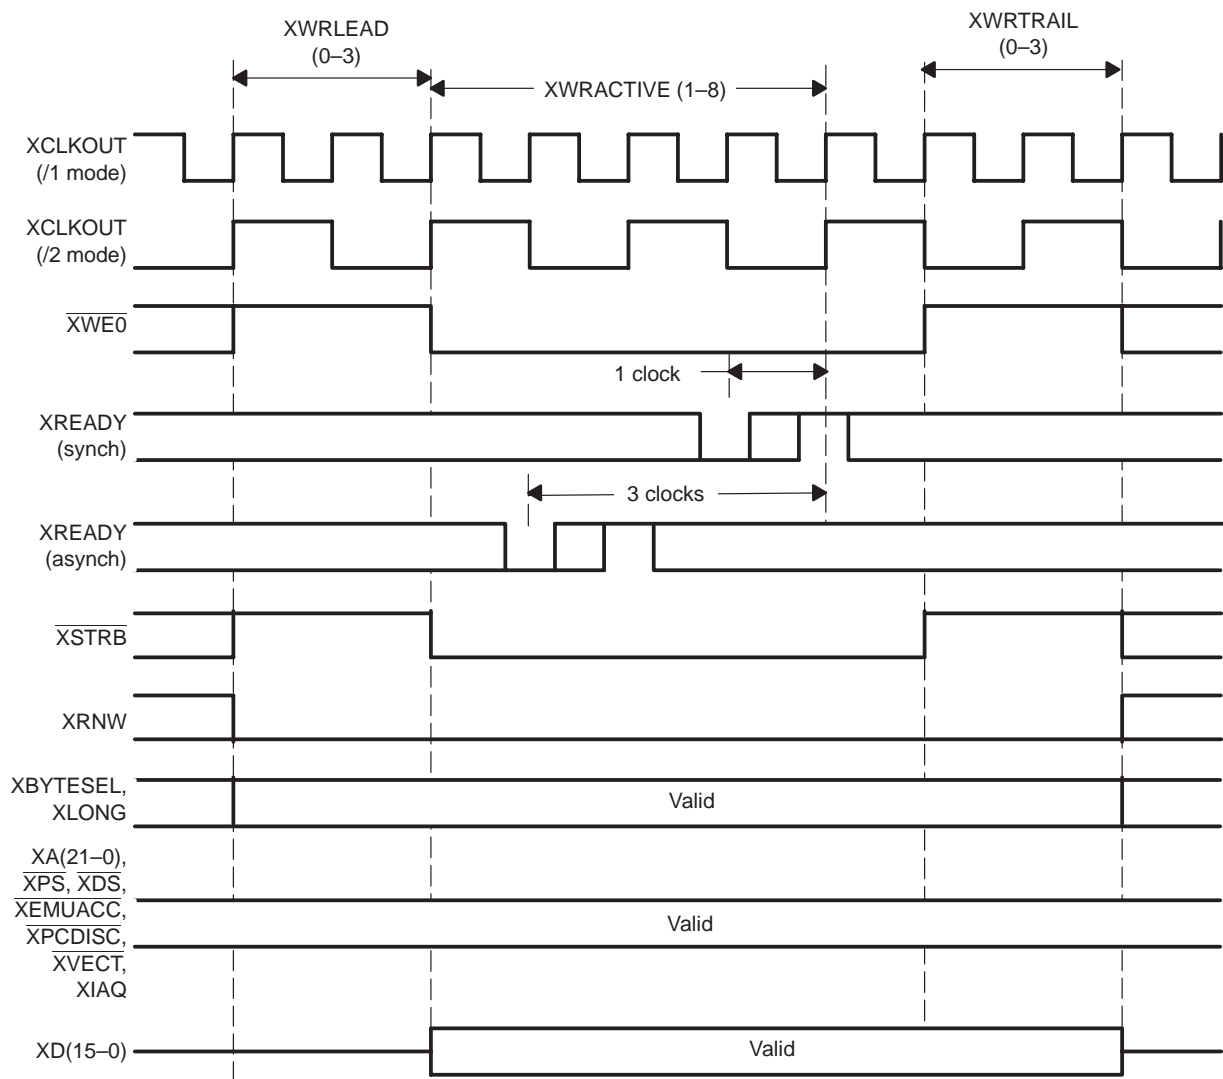 XWRLEAD
(0–3)
XWRTRAIL
(0–3)
XWRACTIVE (1–8)
XCLKOUT
(/1 mode)
XCLKOUT
(/2 mode)
XWE0
1 clock
XREADY
(synch)
3 clocks
XREADY
(asynch)
XSTRB
XRNW
XBYTESEL,
XLONG
Valid
XA(21–0),
XPS, XDS,
XEMUACC,
XPCDISC,
XVECT,
XIAQ
Valid
XD(15–0)
Valid